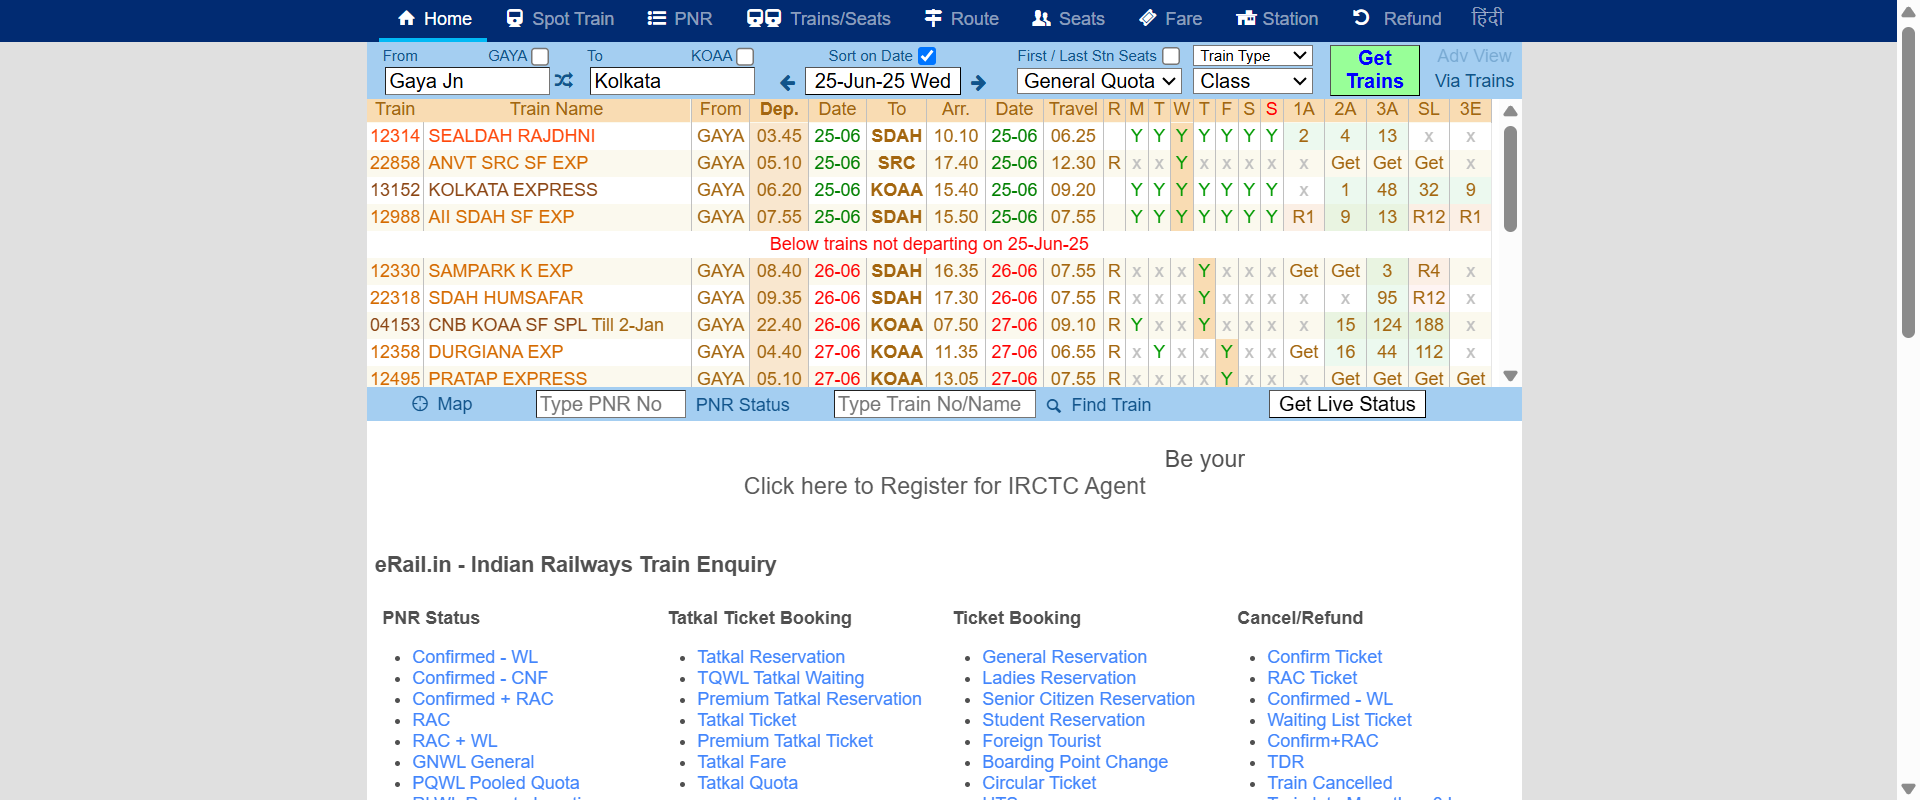 Home Spot Train PNR Trains/Seats Route Seats Fare Station Refund हिंदी
From GAYA To KOAA Sort on Date First / Last Stn Seats Train Type Get Trains Adv View
Gaya Jn Kolkata 25-Jun-25 Wed General Quota Class Via Trains
Train Train Name From Dep. Date To Arr. Date Travel R M T W T F S S 1A 2A 3A SL 3E
12314 SEALDAH RAJDHNI GAYA 03.45 25-06 SDAH 10.10 25-06 06.25 Y Y Y Y Y Y Y 2 4 13 x x
22858 ANVT SRC SF EXP GAYA 05.10 25-06 SRC 17.40 25-06 12.30 R x x Y x x x x x Get Get Get x
13152 KOLKATA EXPRESS GAYA 06.20 25-06 KOAA 15.40 25-06 09.20 Y Y Y Y Y Y Y x 1 48 32 9
12988 AII SDAH SF EXP GAYA 07.55 25-06 SDAH 15.50 25-06 07.55 Y Y Y Y Y Y Y R1 9 13 R12 R1
Below trains not departing on 25-Jun-25
12330 SAMPARK K EXP GAYA 08.40 26-06 SDAH 16.35 26-06 07.55 R x x x Y x x x Get Get 3 R4 x
22318 SDAH HUMSAFAR GAYA 09.35 26-06 SDAH 17.30 26-06 07.55 R x x x Y x x x x x 95 R12 x
04153 CNB KOAA SF SPL Till 2-Jan GAYA 22.40 26-06 KOAA 07.50 27-06 09.10 R Y x x Y x x x x 15 124 188 x
12358 DURGIANA EXP GAYA 04.40 27-06 KOAA 11.35 27-06 06.55 R x Y x x Y x x Get 16 44 112 x
12495 PRATAP EXPRESS GAYA 05.10 27-06 KOAA 13.05 27-06 07.55 R x x x x Y x x x Get Get Get Get
Map Type PNR No PNR Status Type Train No/Name Find Train Get Live Status
Be your
Click here to Register for IRCTC Agent
eRail.in - Indian Railways Train Enquiry
PNR Status
Confirmed - WL
Confirmed - CNF
Confirmed + RAC
RAC
RAC + WL
GNWL General
PQWL Pooled Quota
Tatkal Ticket Booking
Tatkal Reservation
TQWL Tatkal Waiting
Premium Tatkal Reservation
Tatkal Ticket
Premium Tatkal Ticket
Tatkal Fare
Tatkal Quota
Ticket Booking
General Reservation
Ladies Reservation
Senior Citizen Reservation
Student Reservation
Foreign Tourist
Boarding Point Change
Circular Ticket
Cancel/Refund
Confirm Ticket
RAC Ticket
Confirmed - WL
Waiting List Ticket
Confirm+RAC
TDR
Train Cancelled